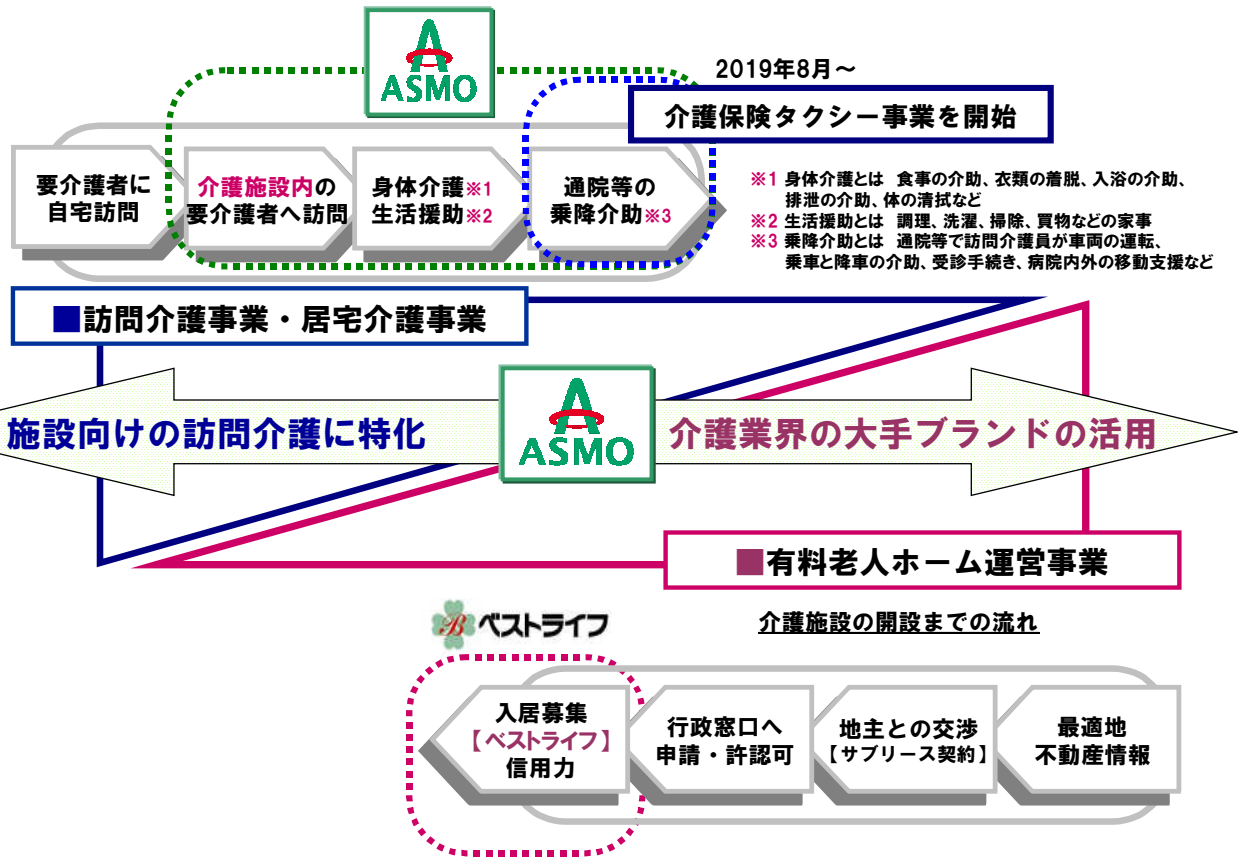 ASMO
2019年8月～
介護保険タクシー事業を開始
要介護者に
自宅訪問
介護施設内の
要介護者へ訪問
身体介護※1
生活援助※2
通院等の
乗降介助※3
※1 身体介護とは 食事の介助、衣類の着脱、入浴の介助、
排泄の介助、体の清拭など
※2 生活援助とは 調理、洗濯、掃除、買物などの家事
※3 乗降介助とは 通院等で訪問介護員が車両の運転、
乗車と降車の介助、受診手続き、病院内外の移動支援など
■訪問介護事業・居宅介護事業
施設向けの訪問介護に特化
ASMO
介護業界の大手ブランドの活用
■有料老人ホーム運営事業
B ベストライフ
介護施設の開設までの流れ
入居募集
【ベストライフ】
信用力
行政窓口へ
申請・許認可
地主との交渉
【サブリース契約】
最適地
不動産情報